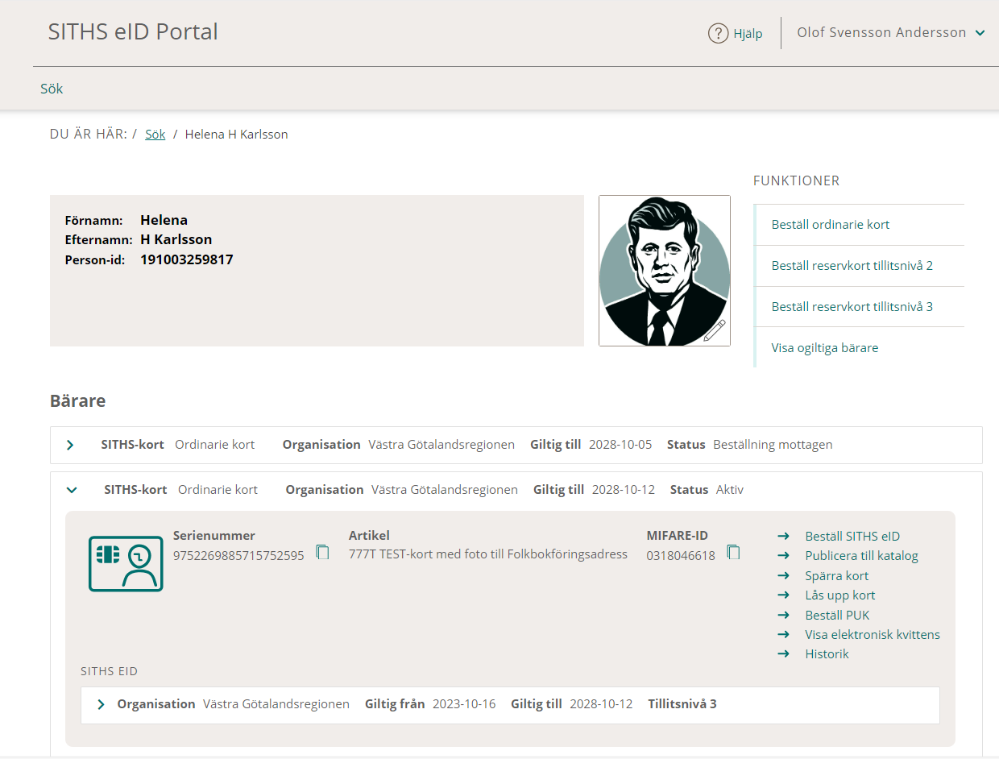 SITHS eID Portal
Hjälp
Olof Svensson Andersson
Sök
DU ÄR HÄR: / Sök / Helena H Karlsson
FUNKTIONER
Beställ ordinarie kort
Beställ reservkort tillitsnivå 2
Beställ reservkort tillitsnivå 3
Visa ogiltiga bärare
Förnamn: Helena
Efternamn: H Karlsson
Person-id: 191003259817
Bärare
SITHS-kort Ordinarie kort Organisation Västra Götalandsregionen Giltig till 2028-10-05 Status Beställning mottagen
SITHS-kort Ordinarie kort Organisation Västra Götalandsregionen Giltig till 2028-10-12 Status Aktiv
Serienummer
9752269885715752595
Artikel
777T TEST-kort med foto till Folkbokföringsadress
MIFARE-ID
0318046618
Beställ SITHS eID
Publicera till katalog
Spärra kort
Lås upp kort
Beställ PUK
Visa elektronisk kvittens
Historik
SITHS EID
Organisation Västra Götalandsregionen Giltig från 2023-10-16 Giltig till 2028-10-12 Tillitsnivå 3